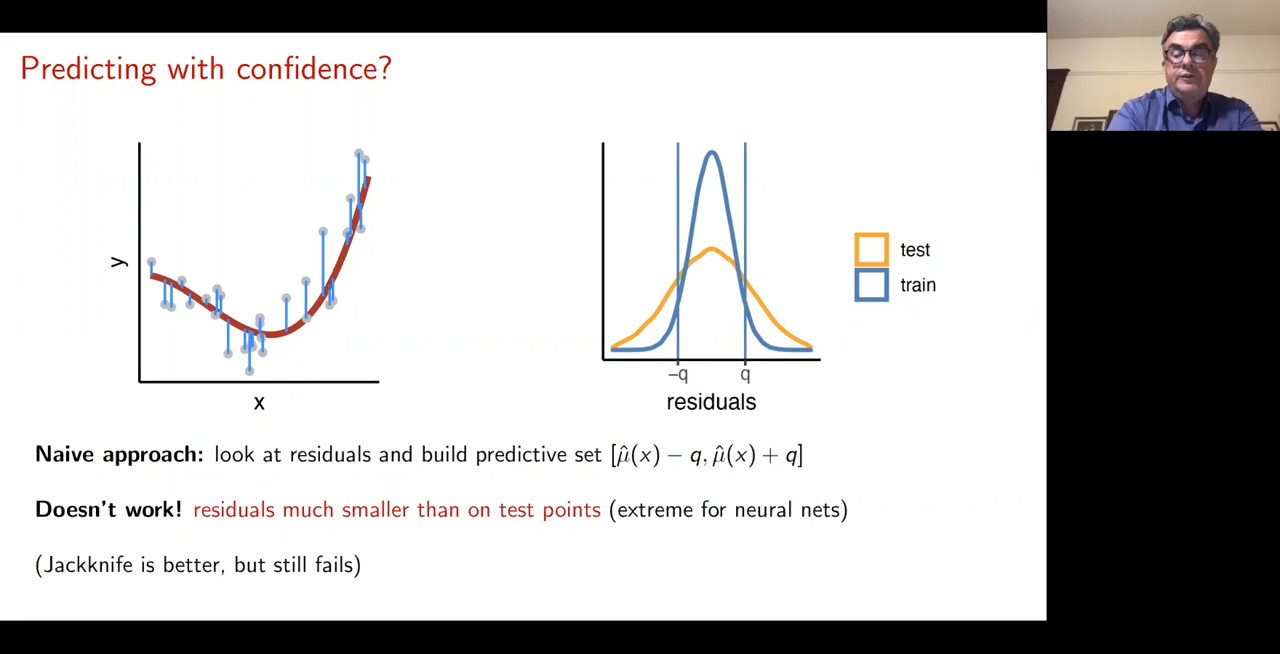 Predicting with confidence?
y
x
test
train
−q
q
residuals
Naive approach: look at residuals and build predictive set [μ̂(x) − q, μ̂(x) + q]
Doesn't work! residuals much smaller than on test points (extreme for neural nets)
(Jackknife is better, but still fails)